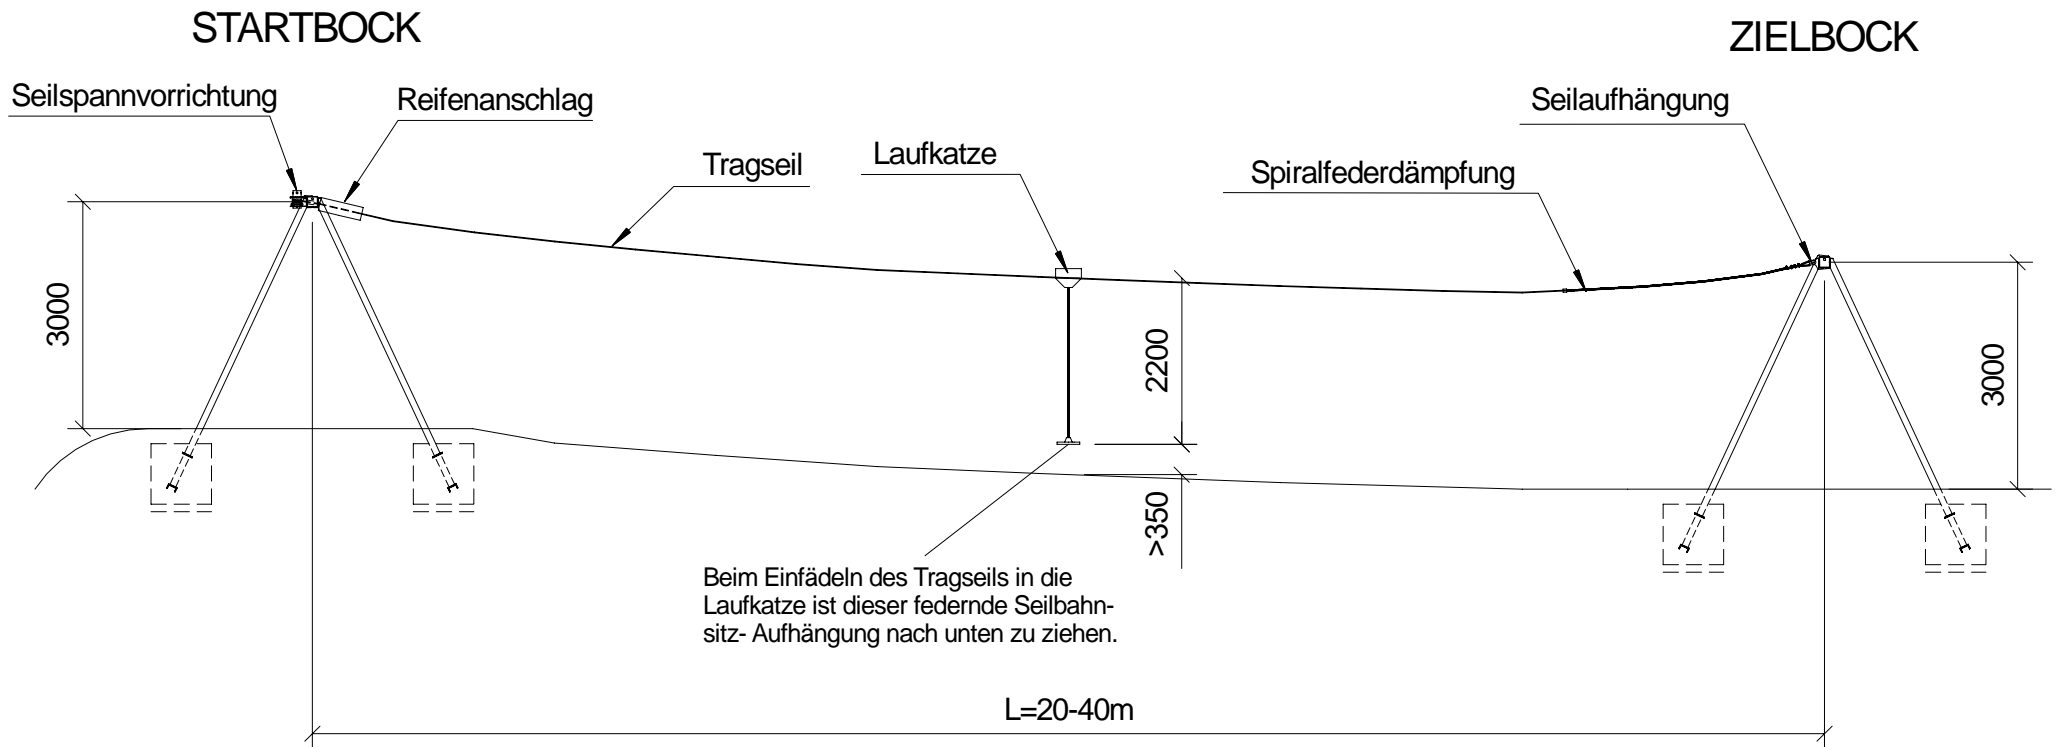 STARTBOCK
ZIELBOCK
Seilspannvorrichtung
Reifenanschlag
Seilaufhängung
Tragseil
Laufkatze
Spiralfederdämpfung
3000
2200
3000
>350
Beim Einfädeln des Tragseils in die
Laufkatze ist dieser federnde Seilbahn-
sitz- Aufhängung nach unten zu ziehen.
L=20-40m